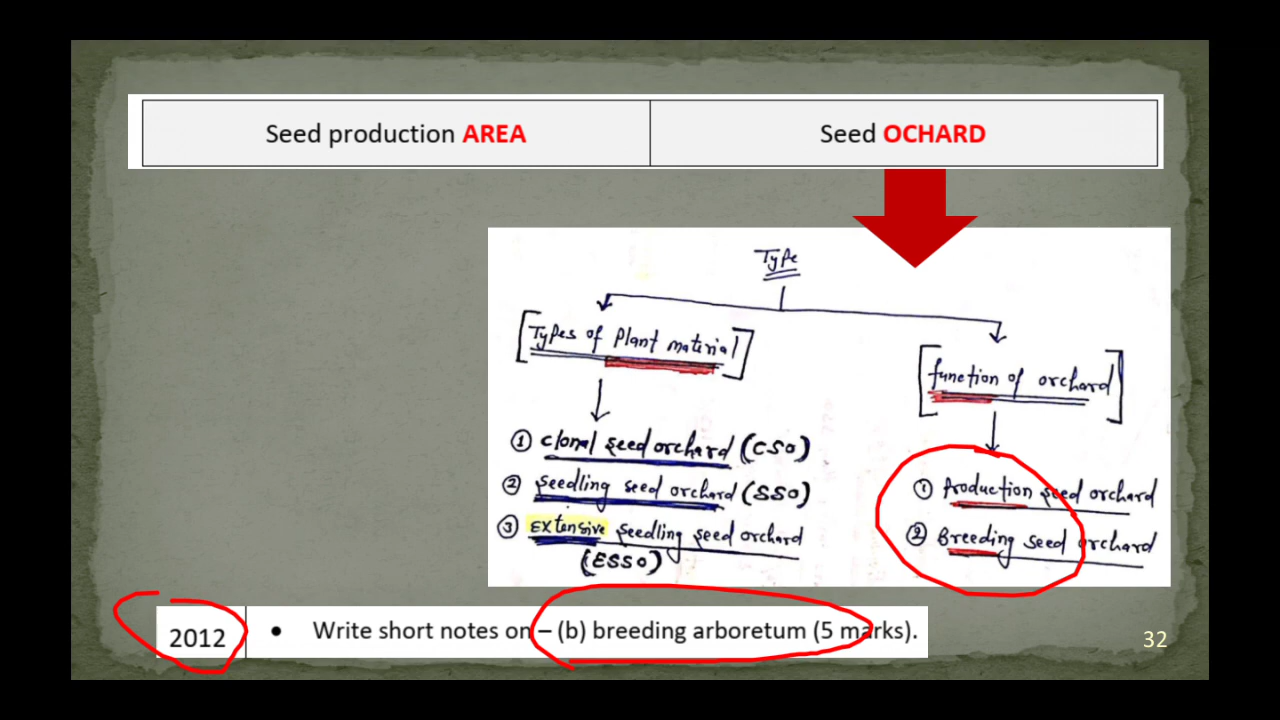 Seed production AREA
Seed OCHARD
Type
[Types of Plant material]
[function of orchard]
① clonal seed orchard (CSO)
② seedling seed orchard (SSO)
③ Extensive seedling seed orchard
(ESSO)
① Production seed orchard
② Breeding seed orchard
2012
• Write short notes on – (b) breeding arboretum (5 marks).
32